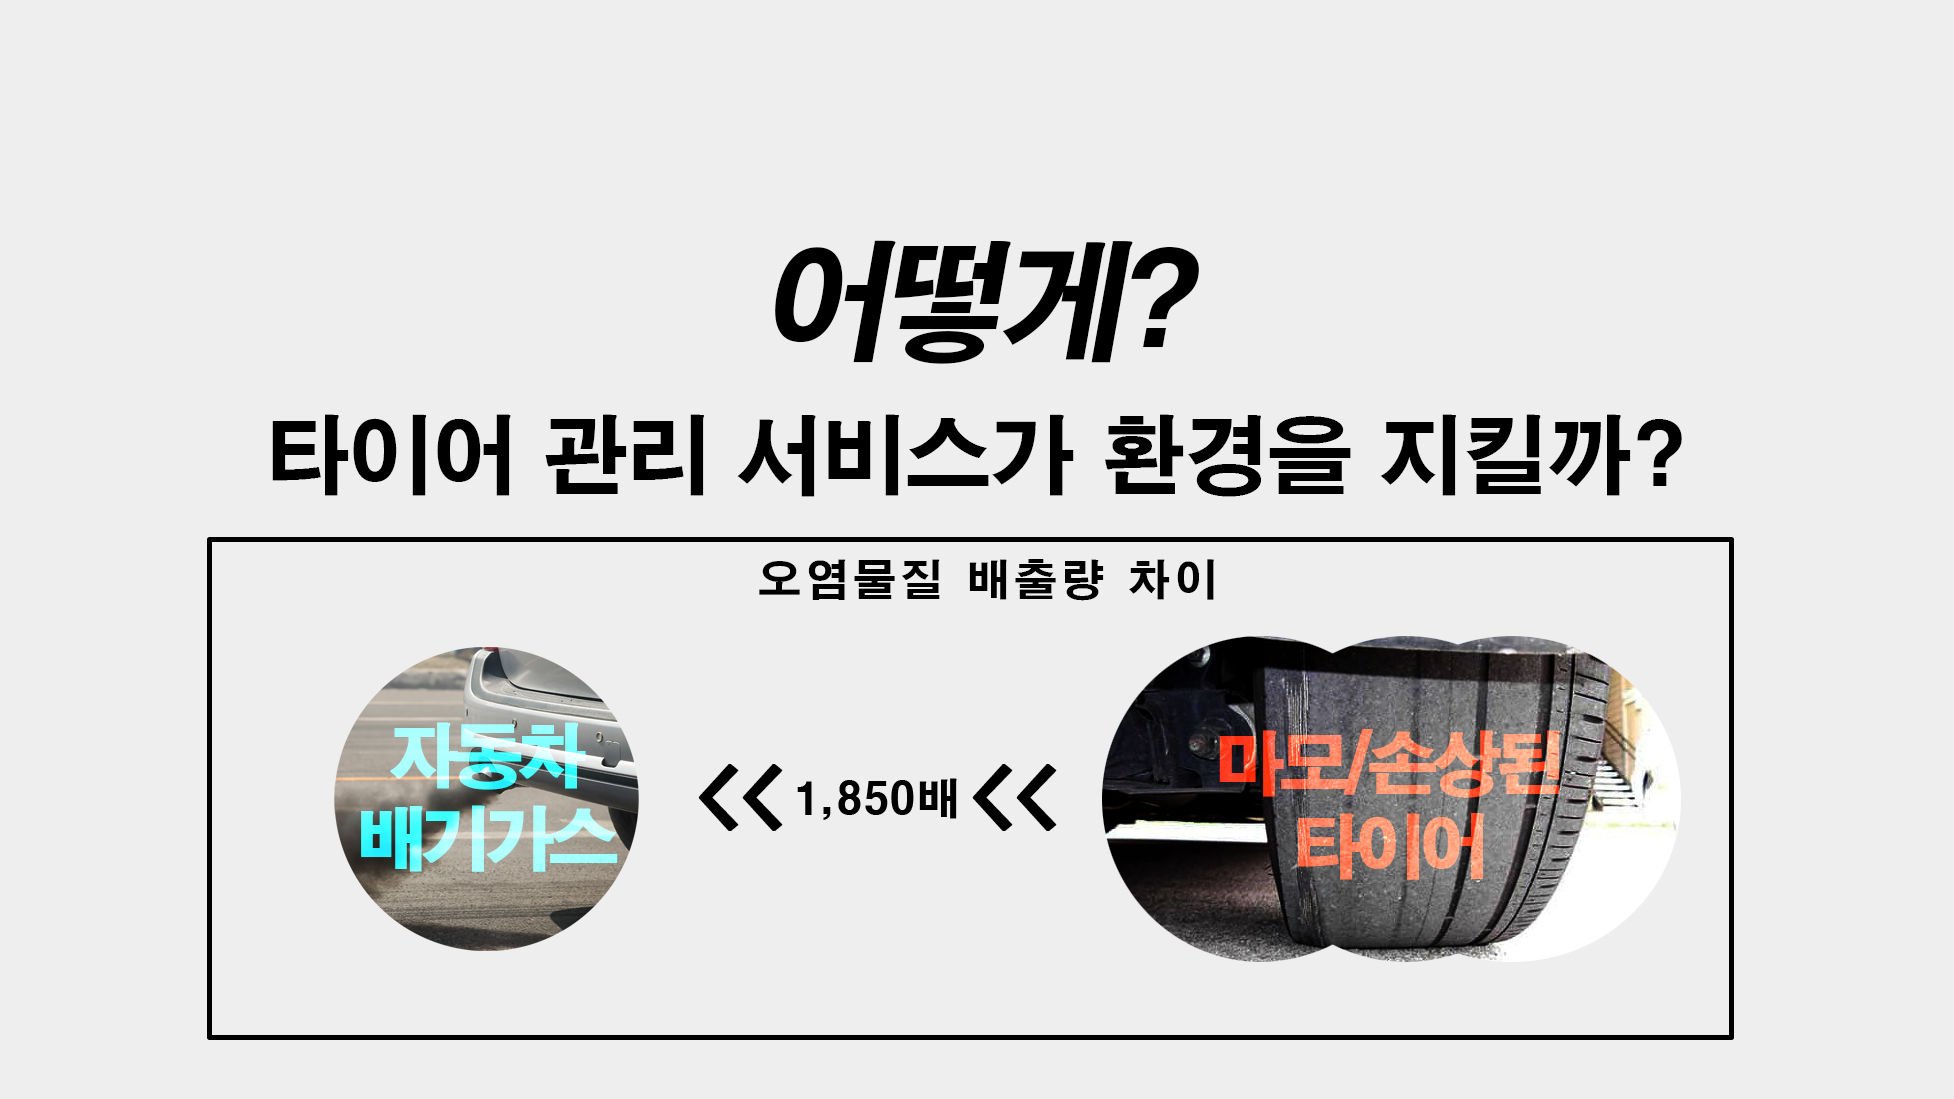 어떻게?
타이어 관리 서비스가 환경을 지킬까?
오염물질 배출량 차이
자동차
배기가스
1,850배
마모/손상된
타이어